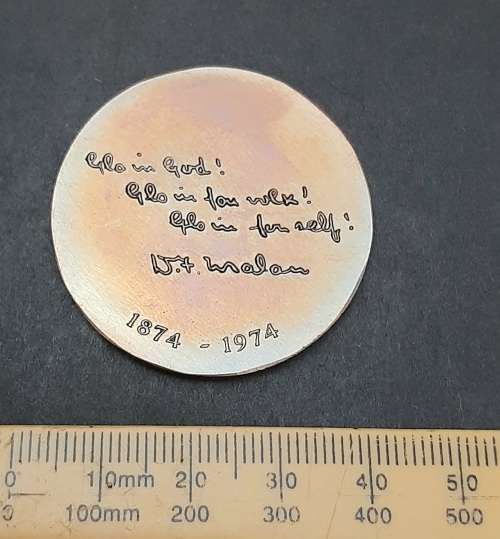 Glo in God!
Glo in jou volk!
Glo in jou self!
D.F. Malan
1874 - 1974
0 10mm 20 30 40 50
0 100mm 200 300 400 500